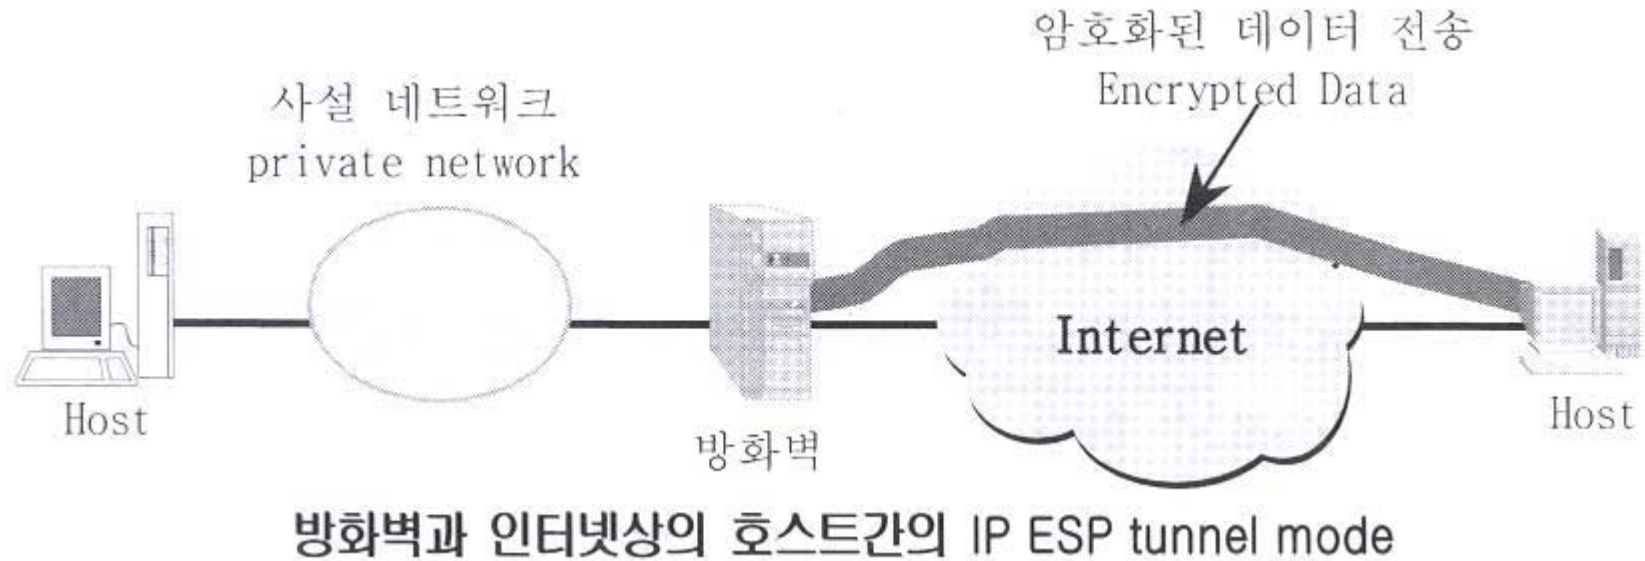 암호화된 데이터 전송
Encrypted Data
사설 네트워크
private network
Internet
Host
방화벽
Host
방화벽과 인터넷상의 호스트간의 IP ESP tunnel mode